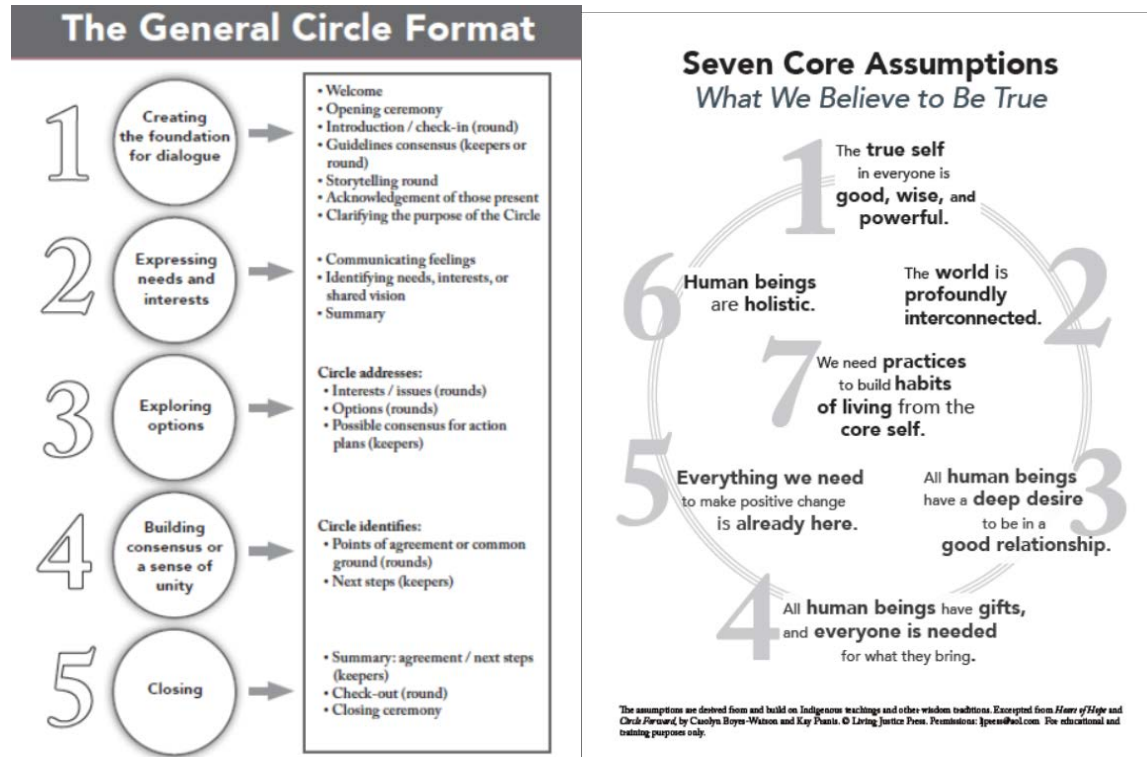 The General Circle Format
1
Creating
the foundation
for dialogue
• Welcome
• Opening ceremony
• Introduction / check-in (round)
• Guidelines consensus (keepers or
round)
• Storytelling round
• Acknowledgement of those present
• Clarifying the purpose of the Circle
2
Expressing
needs and
interests
• Communicating feelings
• Identifying needs, interests, or
shared vision
• Summary
3
Exploring
options
Circle addresses:
• Interests / issues (rounds)
• Options (rounds)
• Possible consensus for action
plans (keepers)
4
Building
consensus or
a sense of
unity
Circle identifies:
• Points of agreement or common
ground (rounds)
• Next steps (keepers)
5
Closing
• Summary: agreement / next steps
(keepers)
• Check-out (round)
• Closing ceremony
Seven Core Assumptions
What We Believe to Be True
1
The true self
in everyone is
good, wise, and
powerful.
2
The world is
profoundly
interconnected.
3
All human beings
have a deep desire
to be in a
good relationship.
4
All human beings have gifts,
and everyone is needed
for what they bring.
5
Everything we need
to make positive change
is already here.
6
Human beings
are holistic.
7
We need practices
to build habits
of living from the
core self.
The assumptions are derived from and build on Indigenous teachings and other wisdom traditions. Excerpted from Heart of Hope and
Circle Forward, by Carolyn Boyes-Watson and Kay Pranis. © Living Justice Press. Permissions: ljpress@aol.com For educational and
training purposes only.